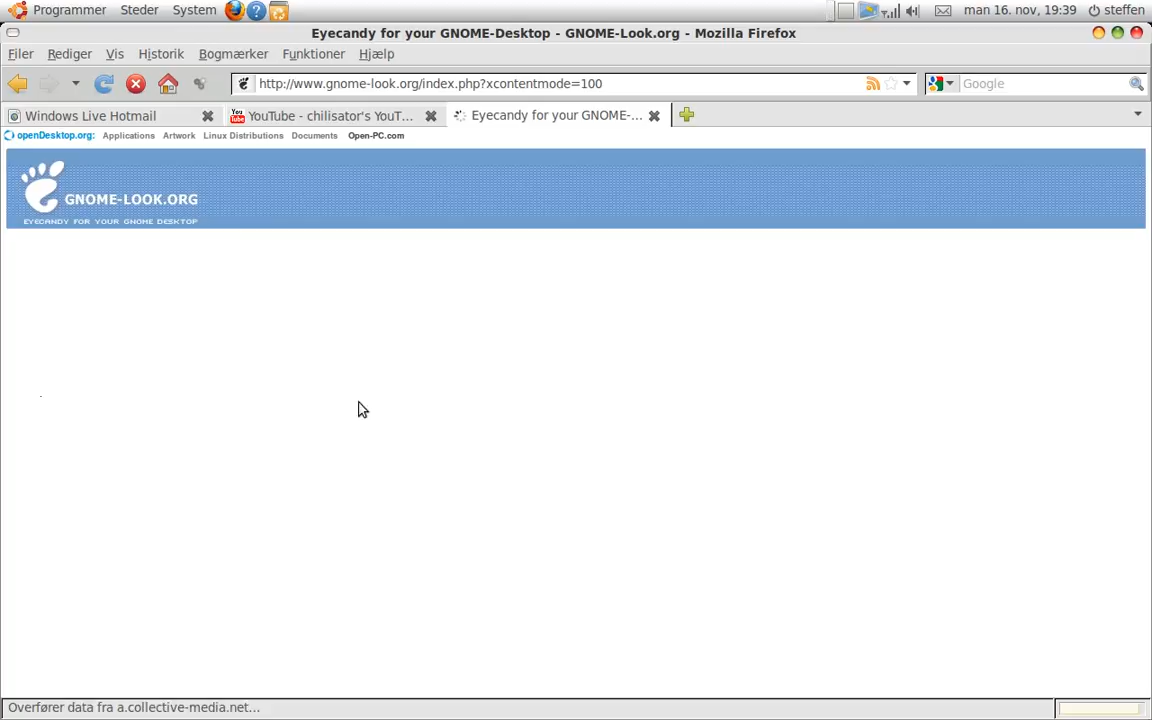 Programmer Steder System man 16. nov, 19:39 steffen
Eyecandy for your GNOME-Desktop - GNOME-Look.org - Mozilla Firefox
Filer Rediger Vis Historik Bogmærker Funktioner Hjælp
http://www.gnome-look.org/index.php?xcontentmode=100 Google
Windows Live Hotmail YouTube - chilisator's YouT... Eyecandy for your GNOME-...
openDesktop.org: Applications Artwork Linux Distributions Documents Open-PC.com
GNOME-LOOK.ORG
EYECANDY FOR YOUR GNOME DESKTOP
Overfører data fra a.collective-media.net...